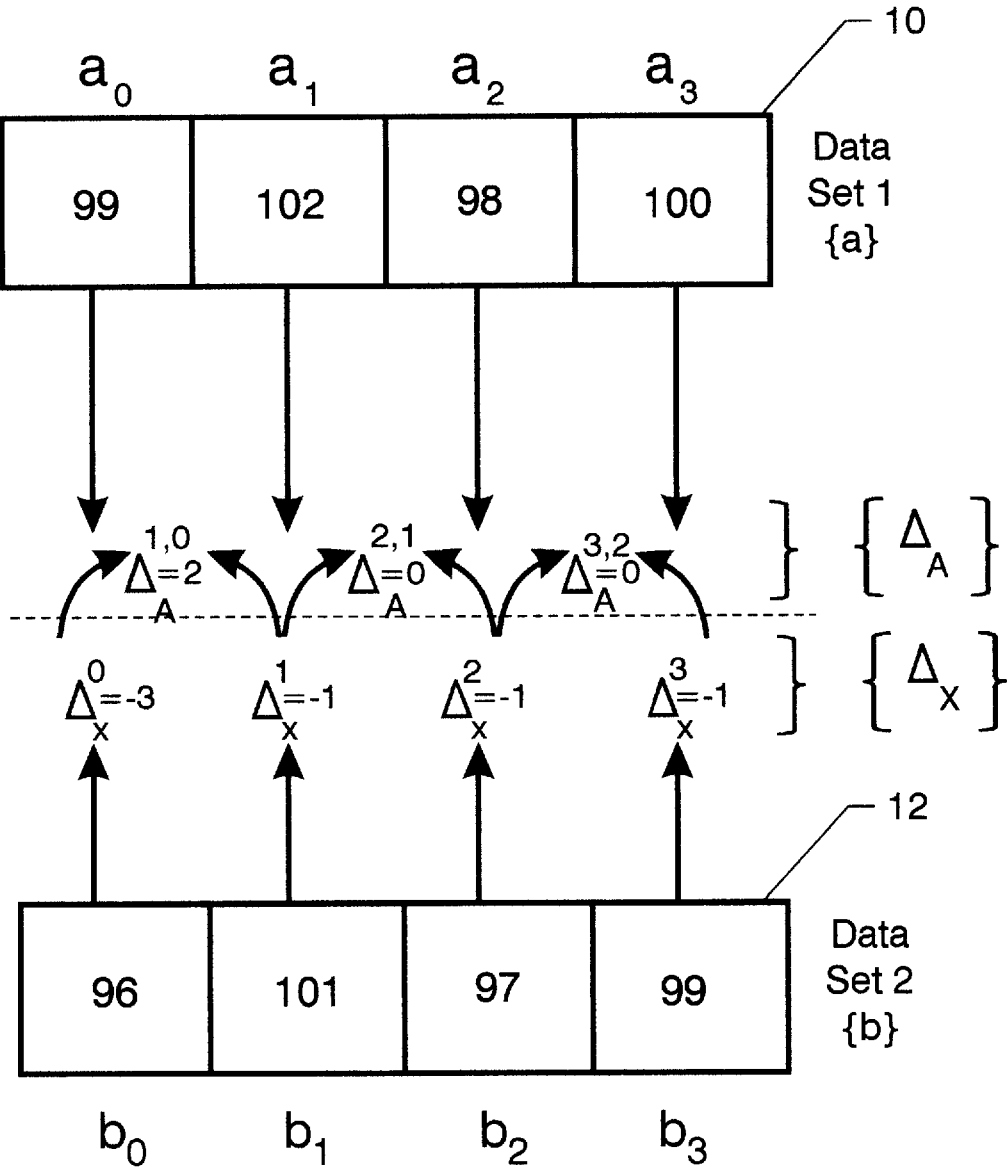 10
a0 a1 a2 a3
99 102 98 100
Data
Set 1
{a}
1,0 2,1 3,2
Δ=2 Δ=0 Δ=0
A A A
} {ΔA}
0 1 2 3
Δ=-3 Δ=-1 Δ=-1 Δ=-1
x x x x
} {ΔX}
12
96 101 97 99
Data
Set 2
{b}
b0 b1 b2 b3